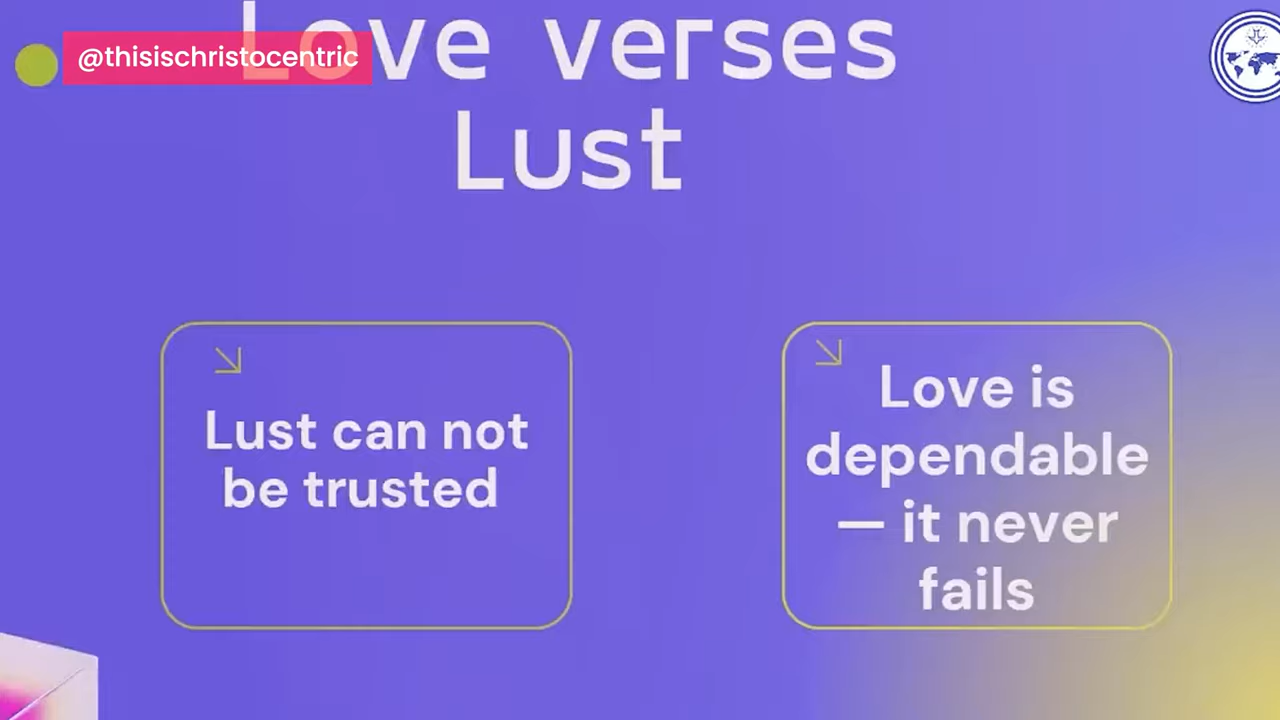 Love verses
@thisischristocentric
Lust
Lust can not
be trusted
Love is
dependable
— it never
fails